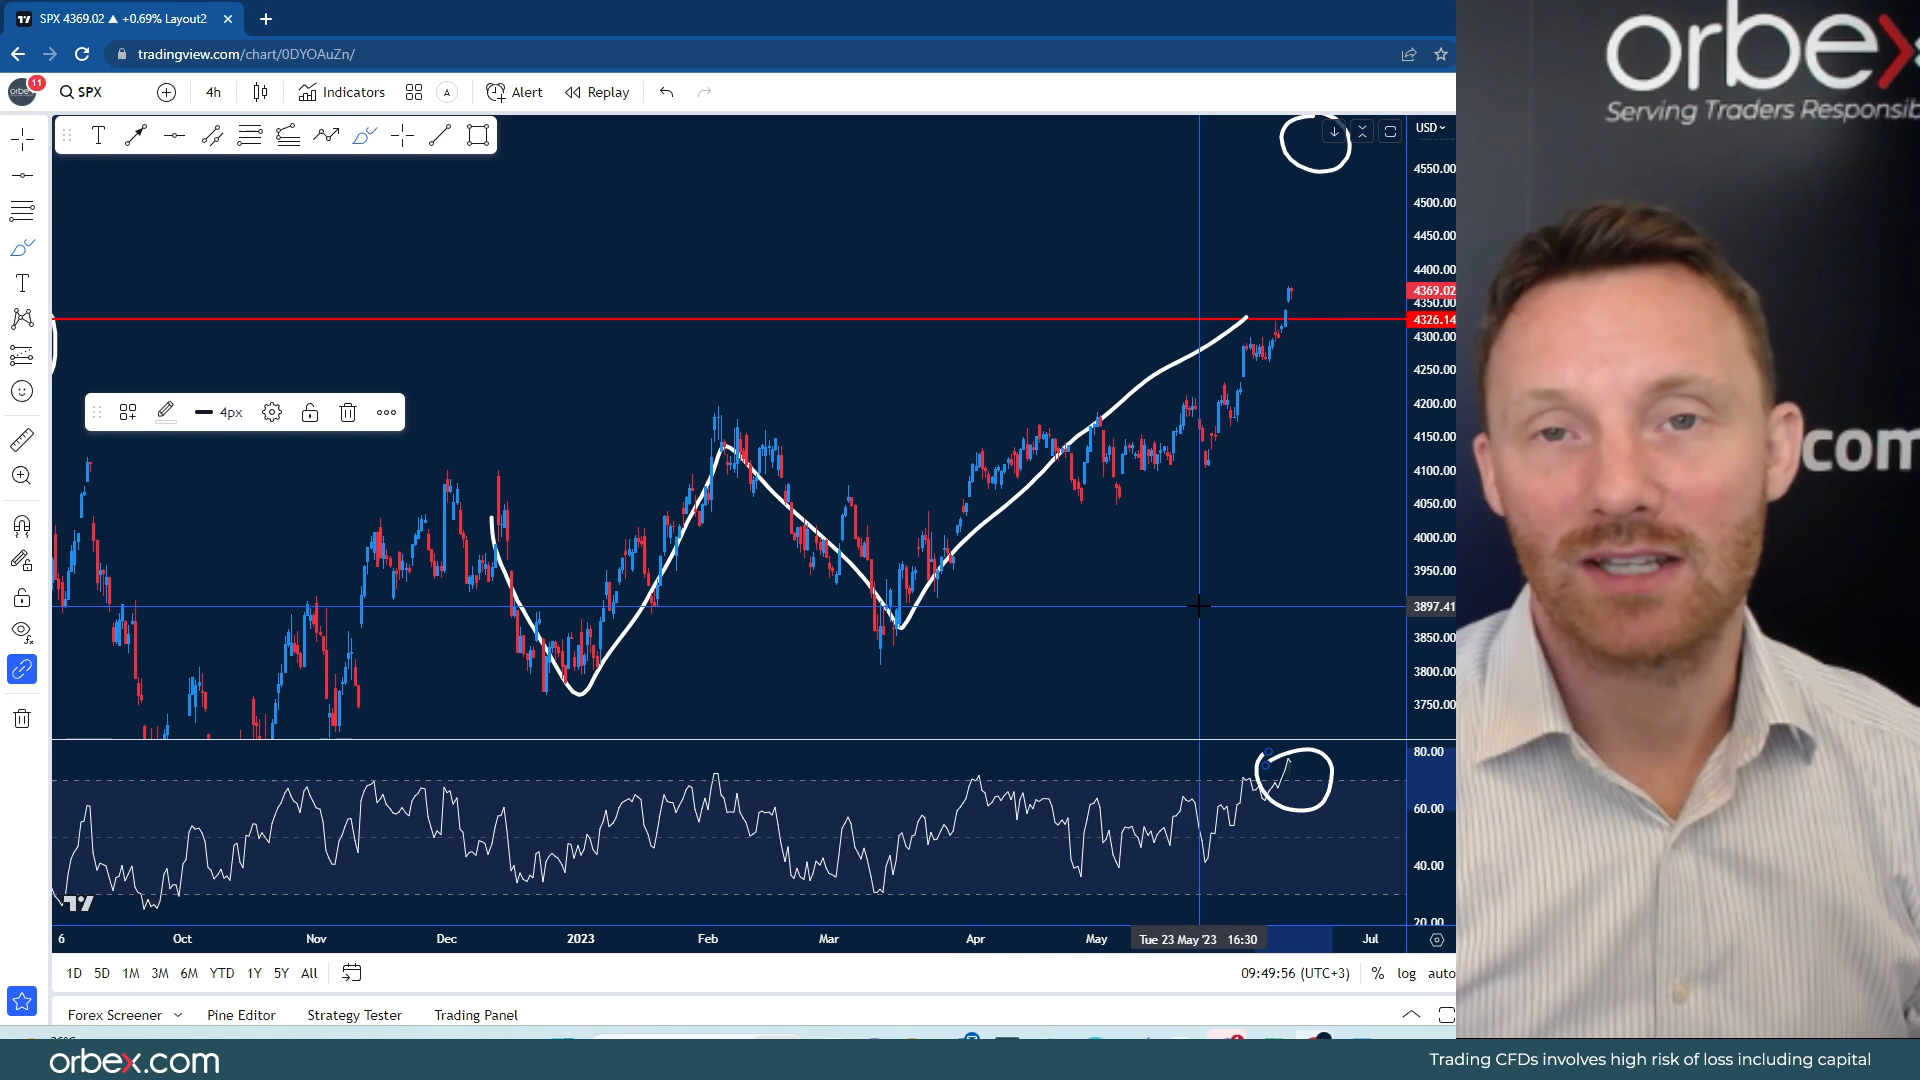 SPX 4369.02 ▲ +0.69% Layout2
tradingview.com/chart/0DYOAuZn/
11
SPX
4h
Indicators
A
Alert
Replay
USD
4550.00
4500.00
4450.00
4400.00
4369.02
4350.00
4326.14
4300.00
4250.00
4200.00
4150.00
4100.00
4050.00
4000.00
3950.00
3897.41
3850.00
3800.00
3750.00
4px
80.00
60.00
40.00
20.00
6 Oct Nov Dec 2023 Feb Mar Apr May Tue 23 May '23 16:30 Jul
1D 5D 1M 3M 6M YTD 1Y 5Y All
09:49:56 (UTC+3) % log auto
Forex Screener Pine Editor Strategy Tester Trading Panel
orbex
Serving Traders Responsib
com
orbex.com
Trading CFDs involves high risk of loss including capital